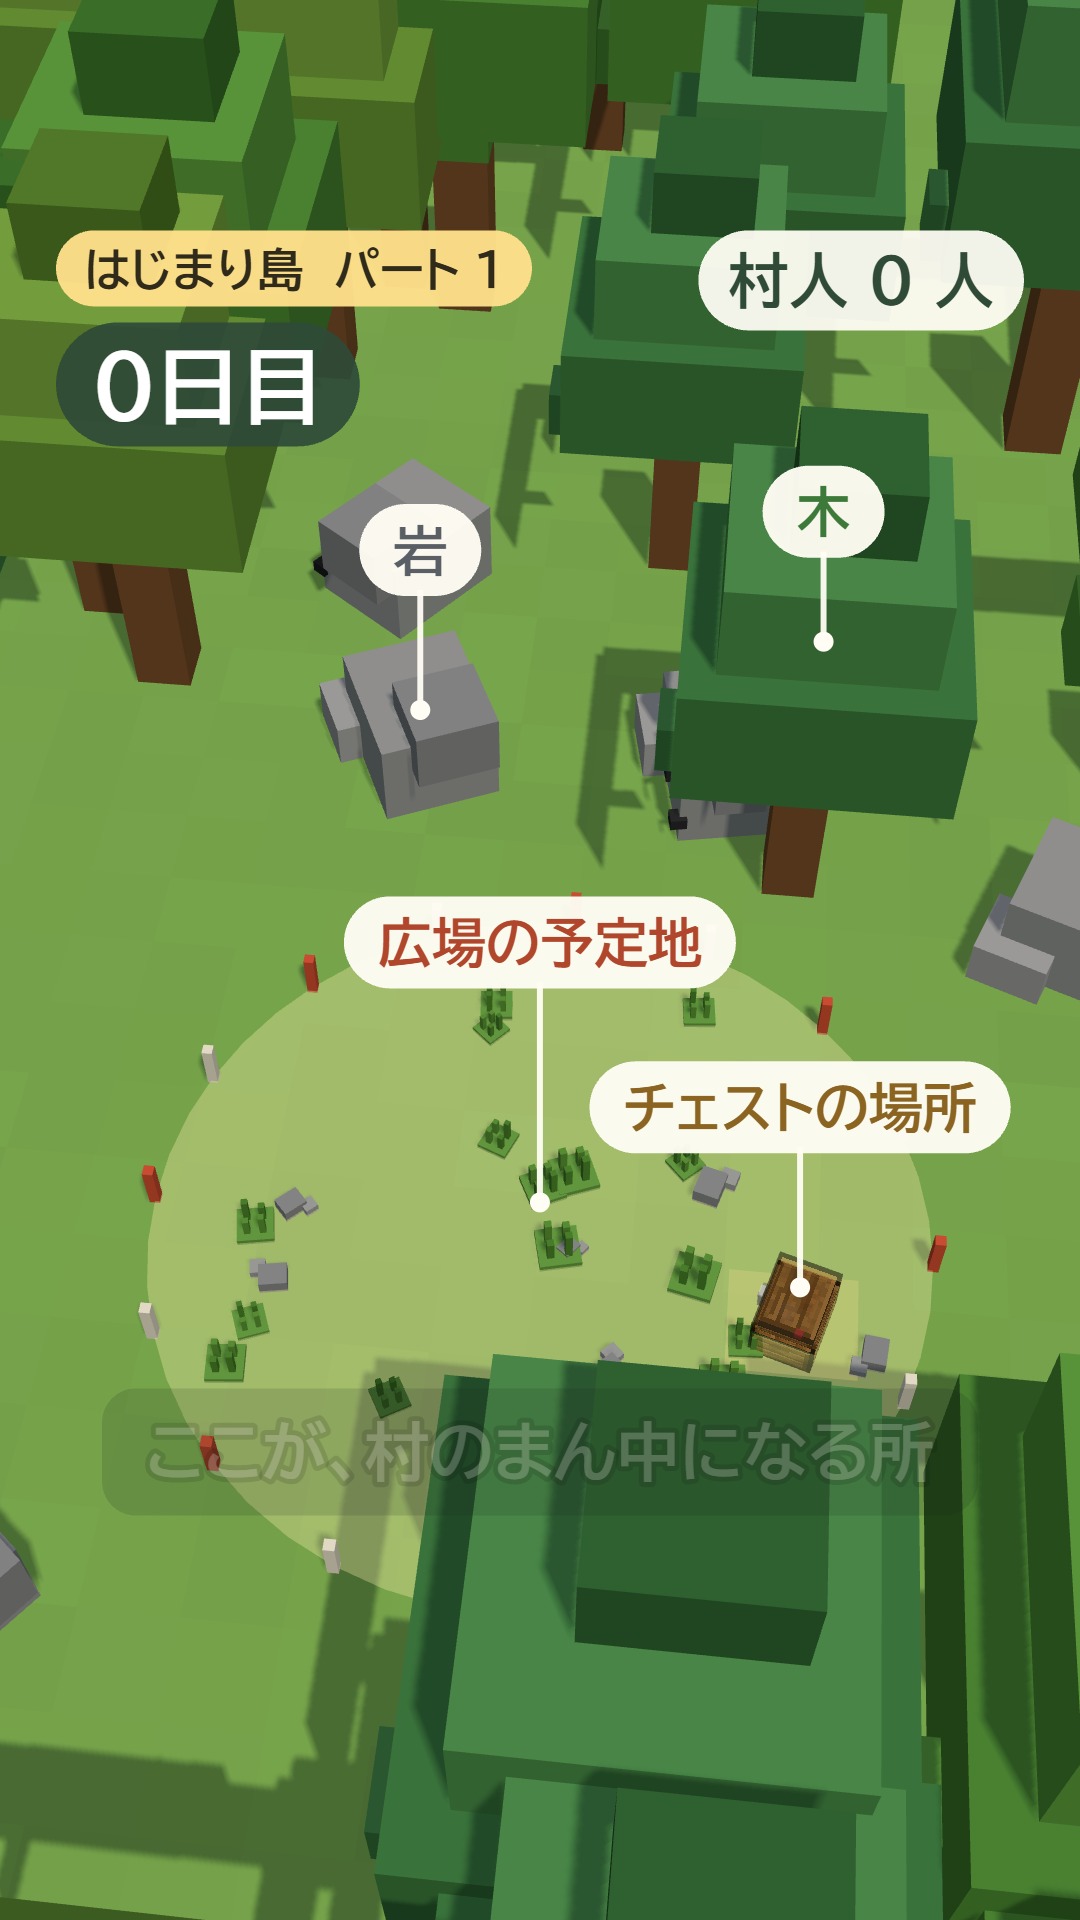 はじまり島 パート 1
村人 0 人
0日目
木
岩
広場の予定地
チェストの場所
ここが、村のまん中になる所